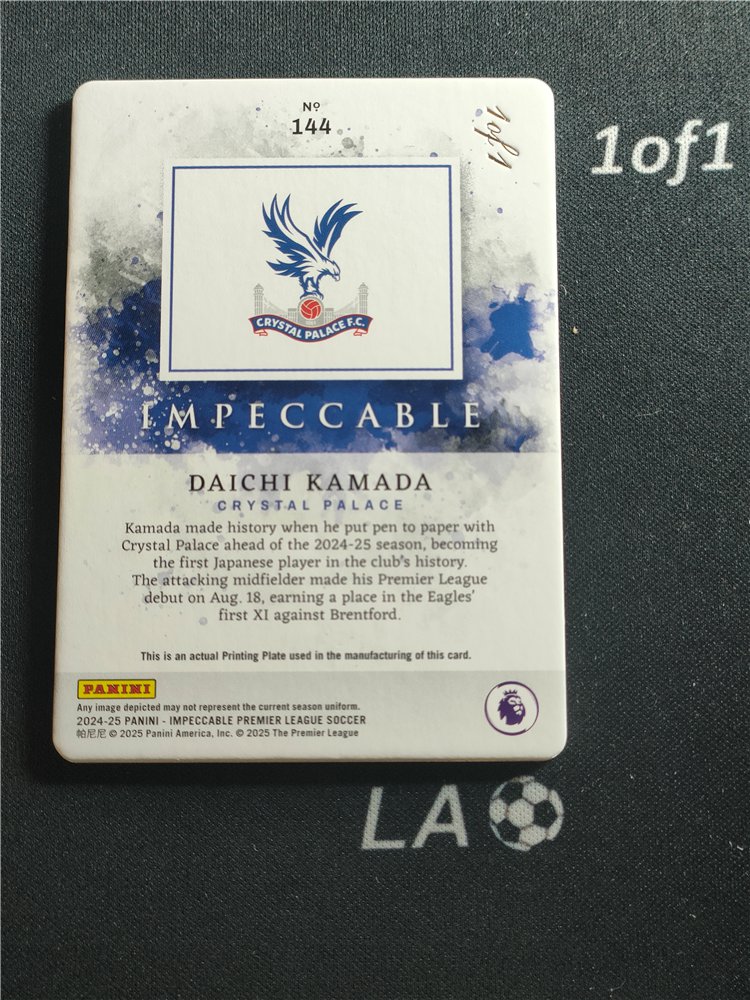 Nº
144
1of1
1of1
CRYSTAL PALACE F.C.
IMPECCABLE
DAICHI KAMADA
CRYSTAL PALACE
Kamada made history when he put pen to paper with
Crystal Palace ahead of the 2024-25 season, becoming
the first Japanese player in the club's history.
The attacking midfielder made his Premier League
debut on Aug. 18, earning a place in the Eagles'
first XI against Brentford.
This is an actual Printing Plate used in the manufacturing of this card.
PANINI
Any image depicted may not represent the current season uniform.
2024-25 PANINI - IMPECCABLE PREMIER LEAGUE SOCCER
帕尼尼 © 2025 Panini America, Inc. © 2025 The Premier League
LA